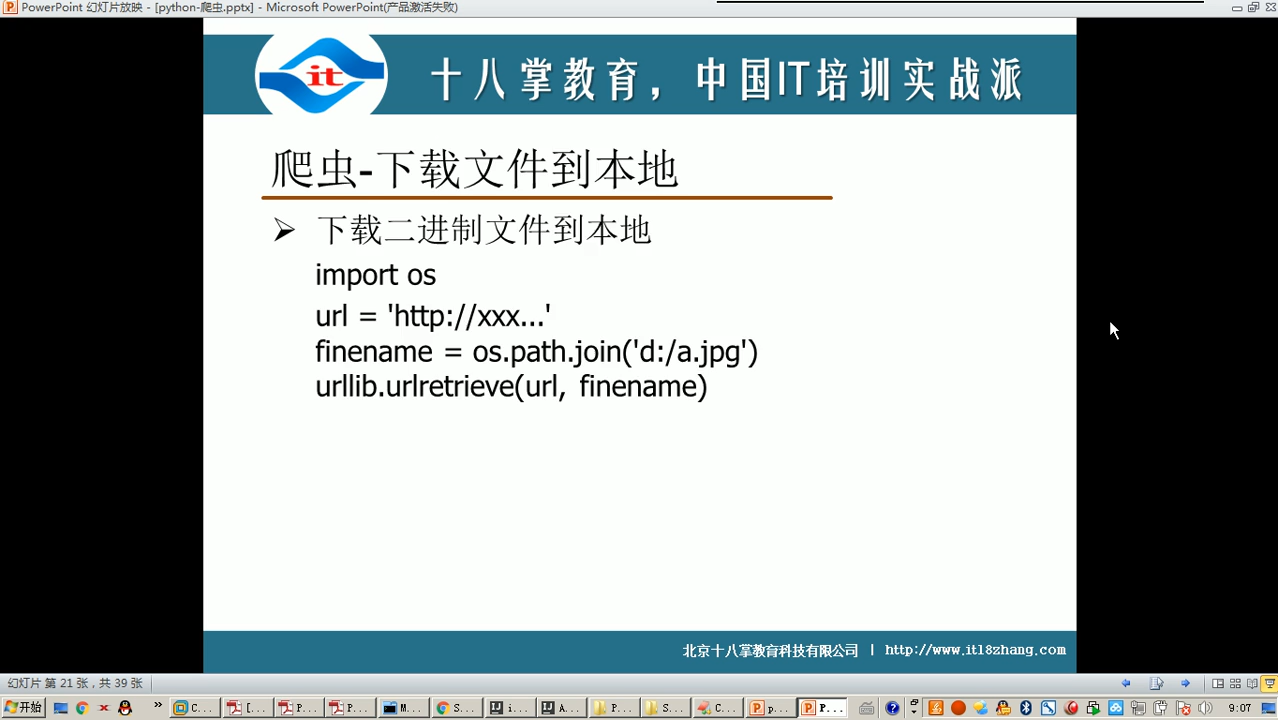 PowerPoint 幻灯片放映 - [python-爬虫.pptx] - Microsoft PowerPoint(产品激活失败)
it
十八掌教育，中国IT培训实战派
爬虫-下载文件到本地
下载二进制文件到本地
import os
url = 'http://xxx...'
finename = os.path.join('d:/a.jpg')
urllib.urlretrieve(url, finename)
北京十八掌教育科技有限公司 | http://www.it18zhang.com
幻灯片 第 21 张，共 39 张
开始 C... [... P... P... M... S... i... A... P... S... C... p... P... 9:07